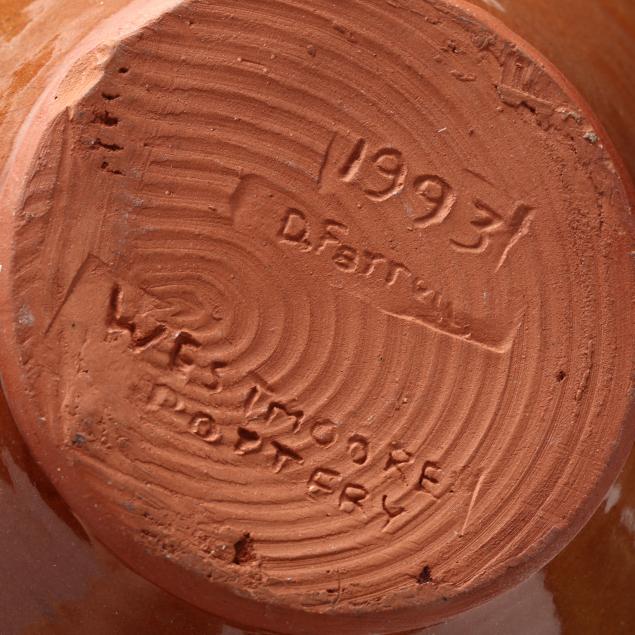 1993
D. Farrell
WESTMOORE
POTTERY